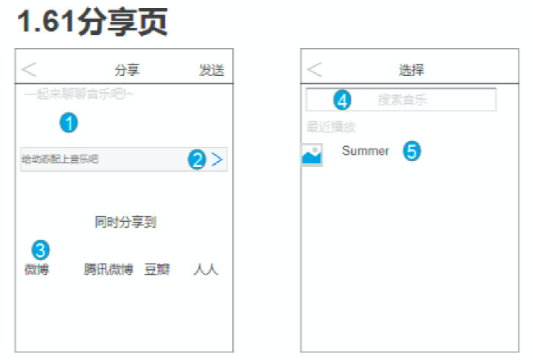 1.61分享页
分享 发送
一起来聊聊音乐吧!~
1
给动态配上音乐吧 2
同时分享到
3
微博 腾讯微博 豆瓣 人人
选择
4 搜索音乐
最近播放
Summer 5